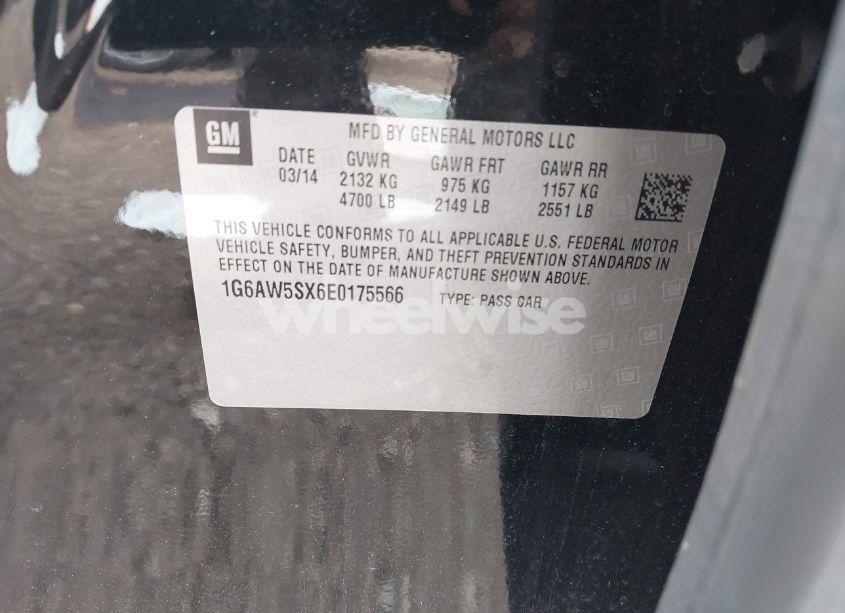 GM
MFD BY GENERAL MOTORS LLC
DATE GVWR GAWR FRT GAWR RR
03/14 2132 KG 975 KG 1157 KG
4700 LB 2149 LB 2551 LB
THIS VEHICLE CONFORMS TO ALL APPLICABLE U.S. FEDERAL MOTOR
VEHICLE SAFETY, BUMPER, AND THEFT PREVENTION STANDARDS IN
EFFECT ON THE DATE OF MANUFACTURE SHOWN ABOVE.
1G6AW5SX6E0175566 TYPE: PASS CAR
wheelwise